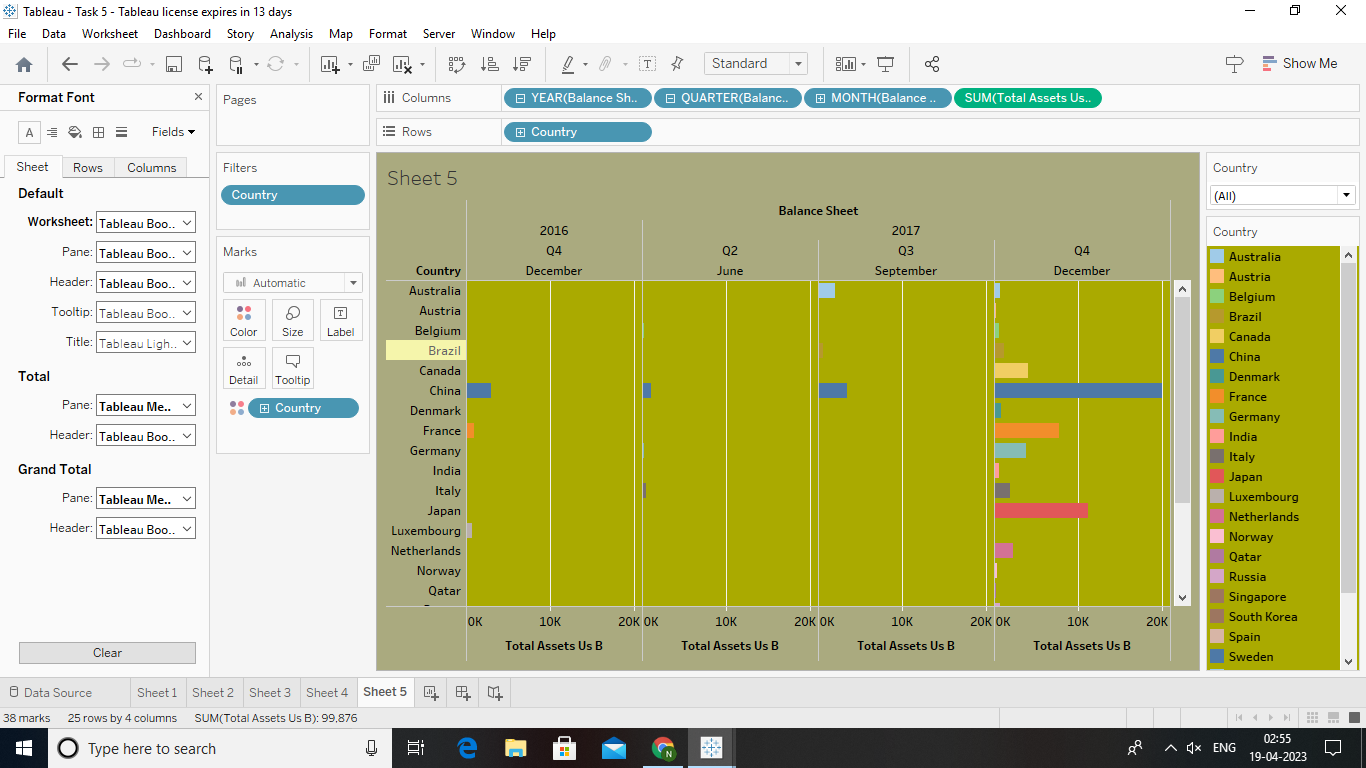 Tableau - Task 5 - Tableau license expires in 13 days
File Data Worksheet Dashboard Story Analysis Map Format Server Window Help
Standard
Show Me
Format Font
Fields
Sheet Rows Columns
Default
Worksheet: Tableau Boo..
Pane: Tableau Boo..
Header: Tableau Boo..
Tooltip: Tableau Boo..
Title: Tableau Ligh..
Total
Pane: Tableau Me..
Header: Tableau Boo..
Grand Total
Pane: Tableau Me..
Header: Tableau Boo..
Clear
Pages
Filters
Country
Marks
Automatic
Color Size Label
Detail Tooltip
Country
Columns YEAR(Balance Sh.. QUARTER(Balanc.. MONTH(Balance .. SUM(Total Assets Us..
Rows Country
Sheet 5
Balance Sheet
2016 2017
Q4 Q2 Q3 Q4
Country December June September December
Australia
Austria
Belgium
Brazil
Canada
China
Denmark
France
Germany
India
Italy
Japan
Luxembourg
Netherlands
Norway
Qatar
0K 10K 20K 0K 10K 20K 0K 10K 20K 0K 10K 20K
Total Assets Us B Total Assets Us B Total Assets Us B Total Assets Us B
Country
(All)
Country
Australia
Austria
Belgium
Brazil
Canada
China
Denmark
France
Germany
India
Italy
Japan
Luxembourg
Netherlands
Norway
Qatar
Russia
Singapore
South Korea
Spain
Sweden
Data Source Sheet 1 Sheet 2 Sheet 3 Sheet 4 Sheet 5
38 marks 25 rows by 4 columns SUM(Total Assets Us B): 99.876
Type here to search
N
ENG
02:55
19-04-2023